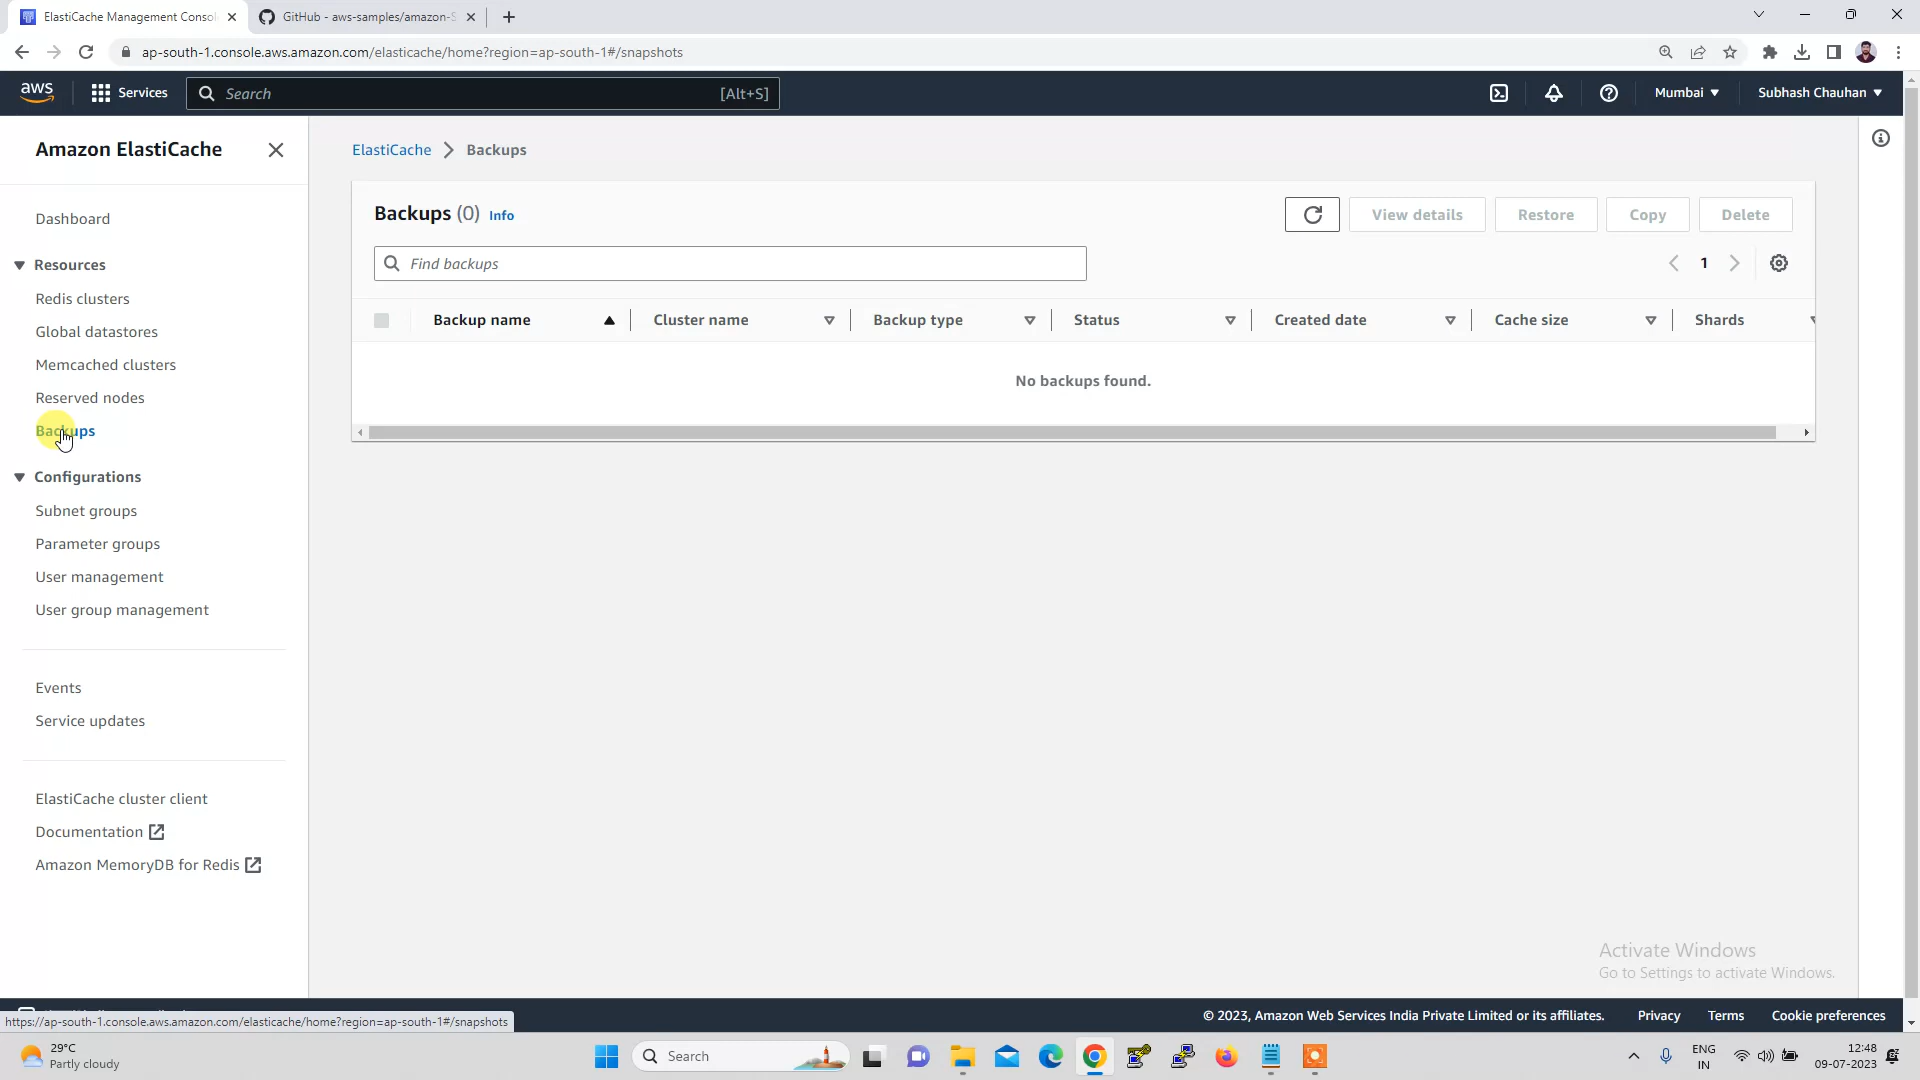 ElastiCache Management Consol
GitHub - aws-samples/amazon-S
ap-south-1.console.aws.amazon.com/elasticache/home?region=ap-south-1#/snapshots
aws
Services
Search
[Alt+S]
Mumbai
Subhash Chauhan
Amazon ElastiCache
Dashboard
Resources
Redis clusters
Global datastores
Memcached clusters
Reserved nodes
Backups
Configurations
Subnet groups
Parameter groups
User management
User group management
Events
Service updates
ElastiCache cluster client
Documentation
Amazon MemoryDB for Redis
ElastiCache
Backups
Backups (0) Info
View details
Restore
Copy
Delete
Find backups
1
Backup name
Cluster name
Backup type
Status
Created date
Cache size
Shards
No backups found.
Activate Windows
Go to Settings to activate Windows.
https://ap-south-1.console.aws.amazon.com/elasticache/home?region=ap-south-1#/snapshots
© 2023, Amazon Web Services India Private Limited or its affiliates.
Privacy
Terms
Cookie preferences
29°C
Partly cloudy
Search
ENG
IN
12:48
09-07-2023